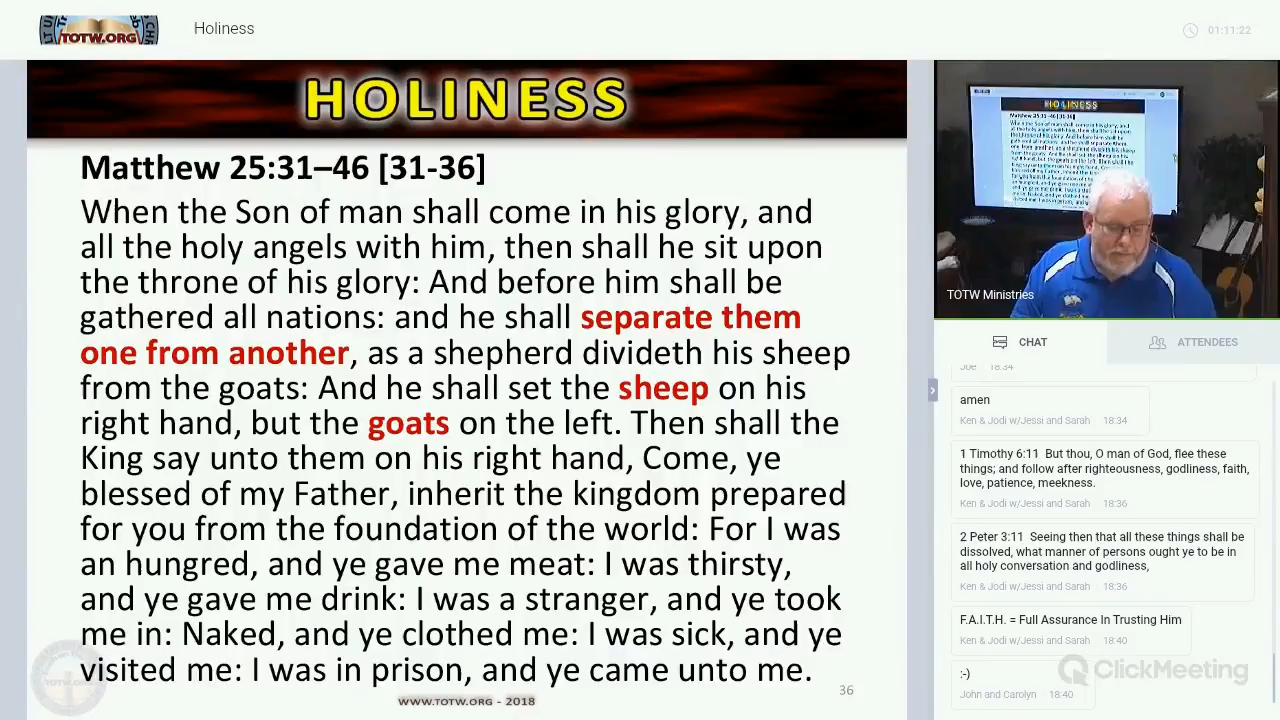 TOTW.ORG
Holiness
01:11:22
HOLINESS
Matthew 25:31–46 [31-36]
When the Son of man shall come in his glory, and
all the holy angels with him, then shall he sit upon
the throne of his glory: And before him shall be
gathered all nations: and he shall separate them
one from another, as a shepherd divideth his sheep
from the goats: And he shall set the sheep on his
right hand, but the goats on the left. Then shall the
King say unto them on his right hand, Come, ye
blessed of my Father, inherit the kingdom prepared
for you from the foundation of the world: For I was
an hungred, and ye gave me meat: I was thirsty,
and ye gave me drink: I was a stranger, and ye took
me in: Naked, and ye clothed me: I was sick, and ye
visited me: I was in prison, and ye came unto me.
WWW.TOTW.ORG - 2018
36
HOLINESS
TOTW Ministries
CHAT
ATTENDEES
Joe 18:34
amen
Ken & Jodi w/Jessi and Sarah 18:34
1 Timothy 6:11 But thou, O man of God, flee these
things; and follow after righteousness, godliness, faith,
love, patience, meekness.
Ken & Jodi w/Jessi and Sarah 18:36
2 Peter 3:11 Seeing then that all these things shall be
dissolved, what manner of persons ought ye to be in
all holy conversation and godliness,
Ken & Jodi w/Jessi and Sarah 18:36
F.A.I.T.H. = Full Assurance In Trusting Him
Ken & Jodi w/Jessi and Sarah 18:40
:-)
John and Carolyn 18:40
ClickMeeting